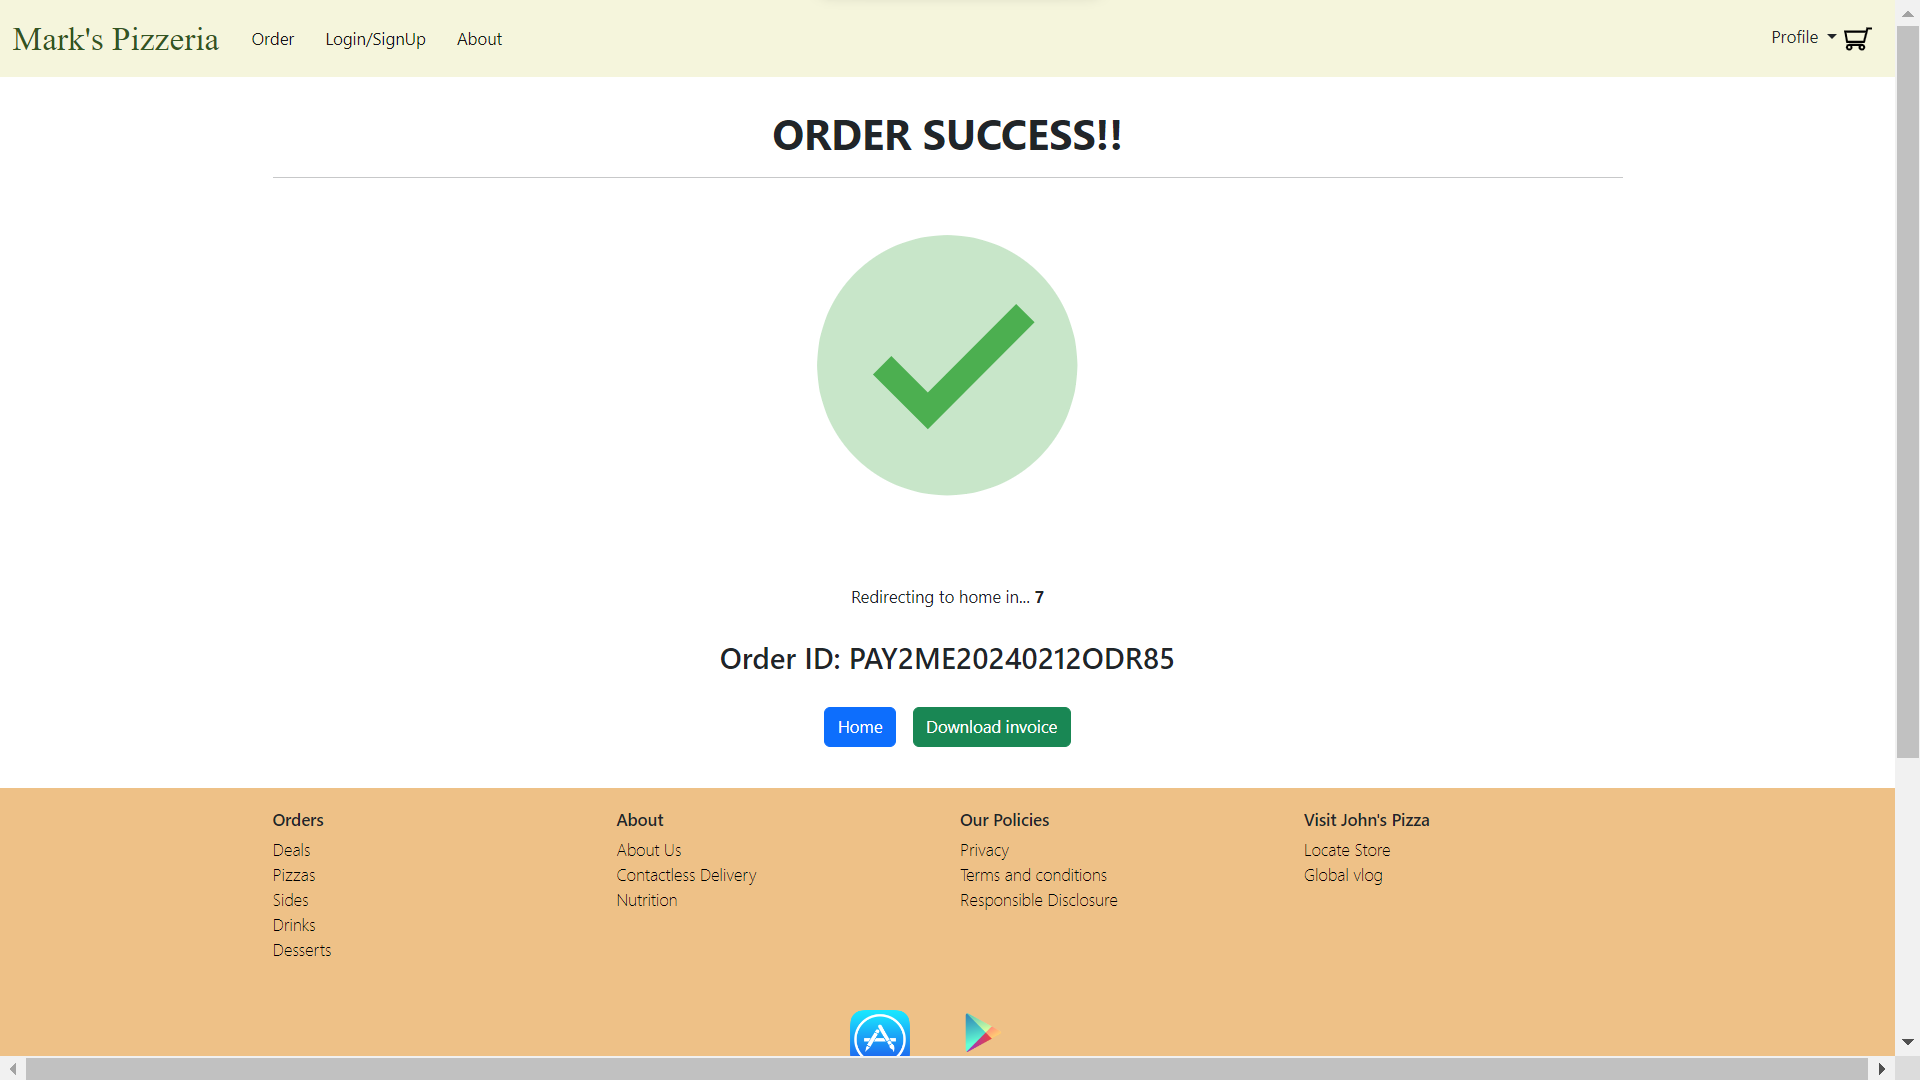 Mark's Pizzeria
Order
Login/SignUp
About
Profile
ORDER SUCCESS!!
Redirecting to home in... 7
Order ID: PAY2ME20240212ODR85
Home
Download invoice
Orders
Deals
Pizzas
Sides
Drinks
Desserts
About
About Us
Contactless Delivery
Nutrition
Our Policies
Privacy
Terms and conditions
Responsible Disclosure
Visit John's Pizza
Locate Store
Global vlog